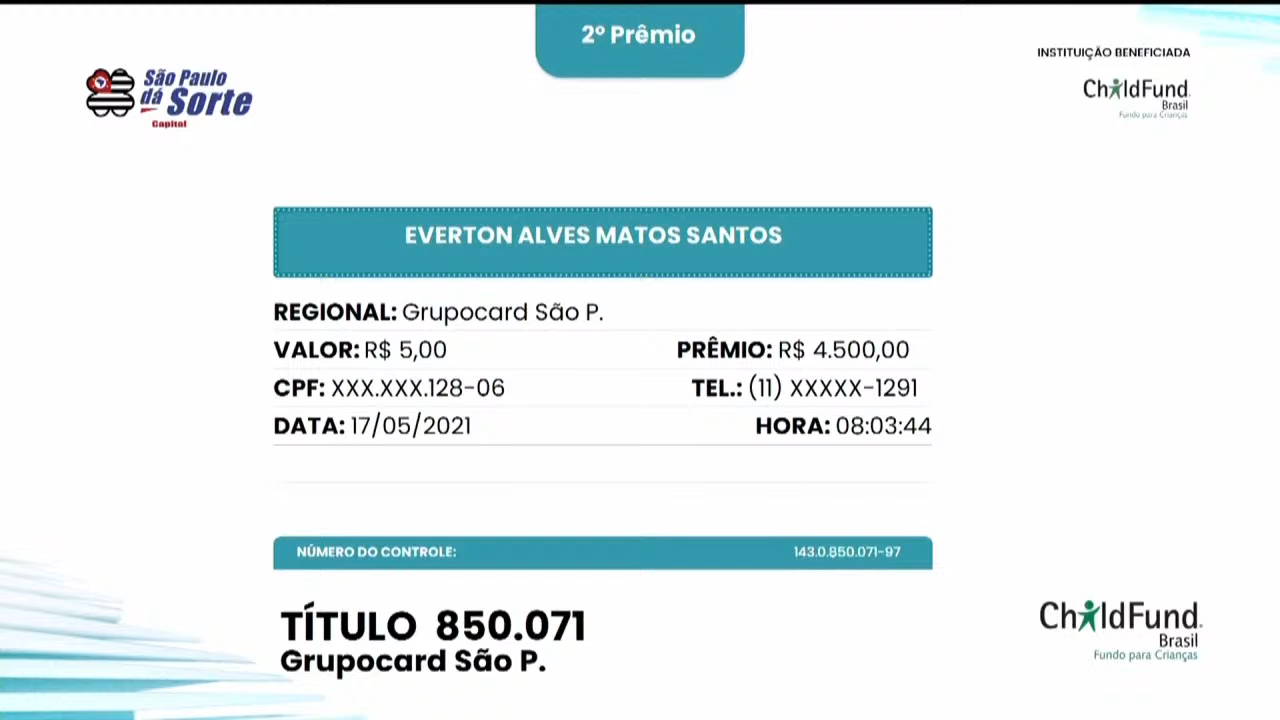 2º Prêmio
INSTITUIÇÃO BENEFICIADA
São Paulo
dá Sorte
Capital
ChildFund
Brasil
Fundo para Crianças
EVERTON ALVES MATOS SANTOS
REGIONAL: Grupocard São P.
VALOR: R$ 5,00 PRÊMIO: R$ 4.500,00
CPF: XXX.XXX.128-06 TEL.: (11) XXXXX-1291
DATA: 17/05/2021 HORA: 08:03:44
NÚMERO DO CONTROLE: 143.0.850.071-97
TÍTULO 850.071
Grupocard São P.
ChildFund
Brasil
Fundo para Crianças